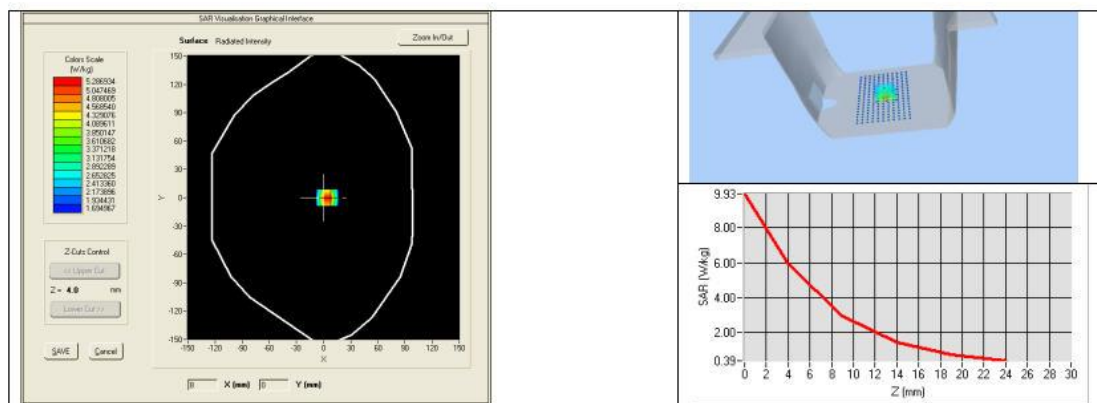 SAR Visualisation Graphical Interface
Surface Radiated Intensity
Zoom In/Out
Colors Scale
(W/kg)
5.286934
5.047469
4.808005
4.568540
4.329076
4.089611
3.850147
3.610682
3.371218
3.131754
2.892289
2.652825
2.413360
2.173896
1.934431
1.694967
Z-Cuts Control
<< Upper Cut
Z = 4.0 mm
Lower Cut >>
SAVE Cancel
Y
150
120
90
60
30
0
-30
-60
-90
-120
-150
-150 -120 -90 -60 -30 0 30 60 90 120 150
X
8 X (mm) 0 Y (mm)
SAR (W/kg)
9.93
8.00
6.00
4.00
2.00
0.39
0 2 4 6 8 10 12 14 16 18 20 22 24 26 28 30
Z (mm)